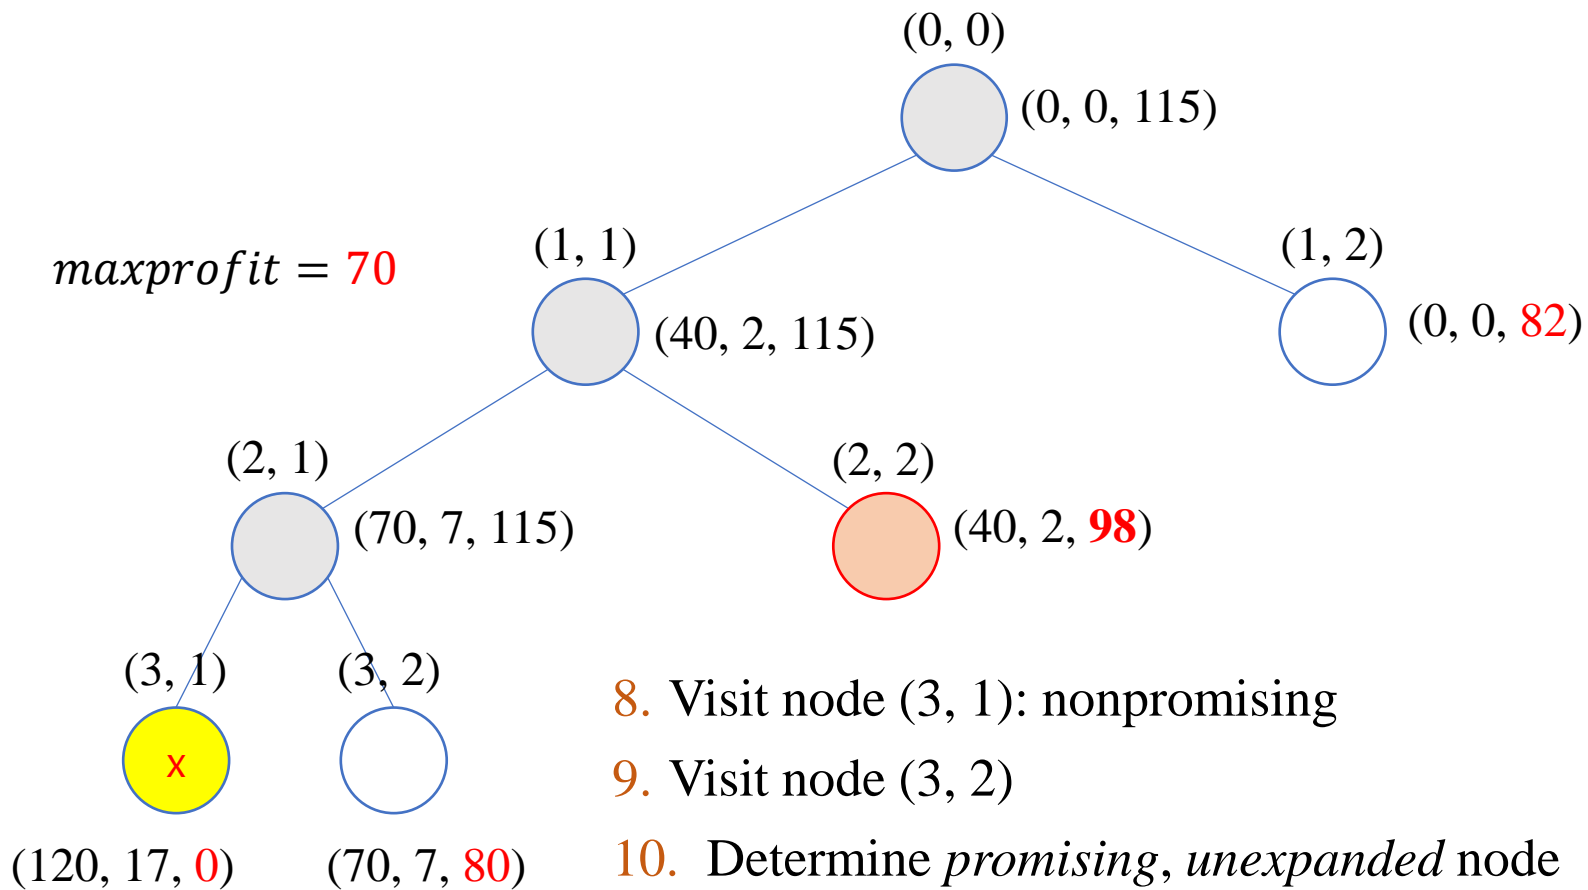 (0, 0)
(0, 0, 115)
(1, 1)
(1, 2)
maxprofit = 70
(40, 2, 115)
(0, 0, 82)
(2, 1)
(2, 2)
(70, 7, 115)
(40, 2, 98)
(3, 1)
(3, 2)
x
(120, 17, 0)
(70, 7, 80)
8. Visit node (3, 1): nonpromising
9. Visit node (3, 2)
10. Determine promising, unexpanded node